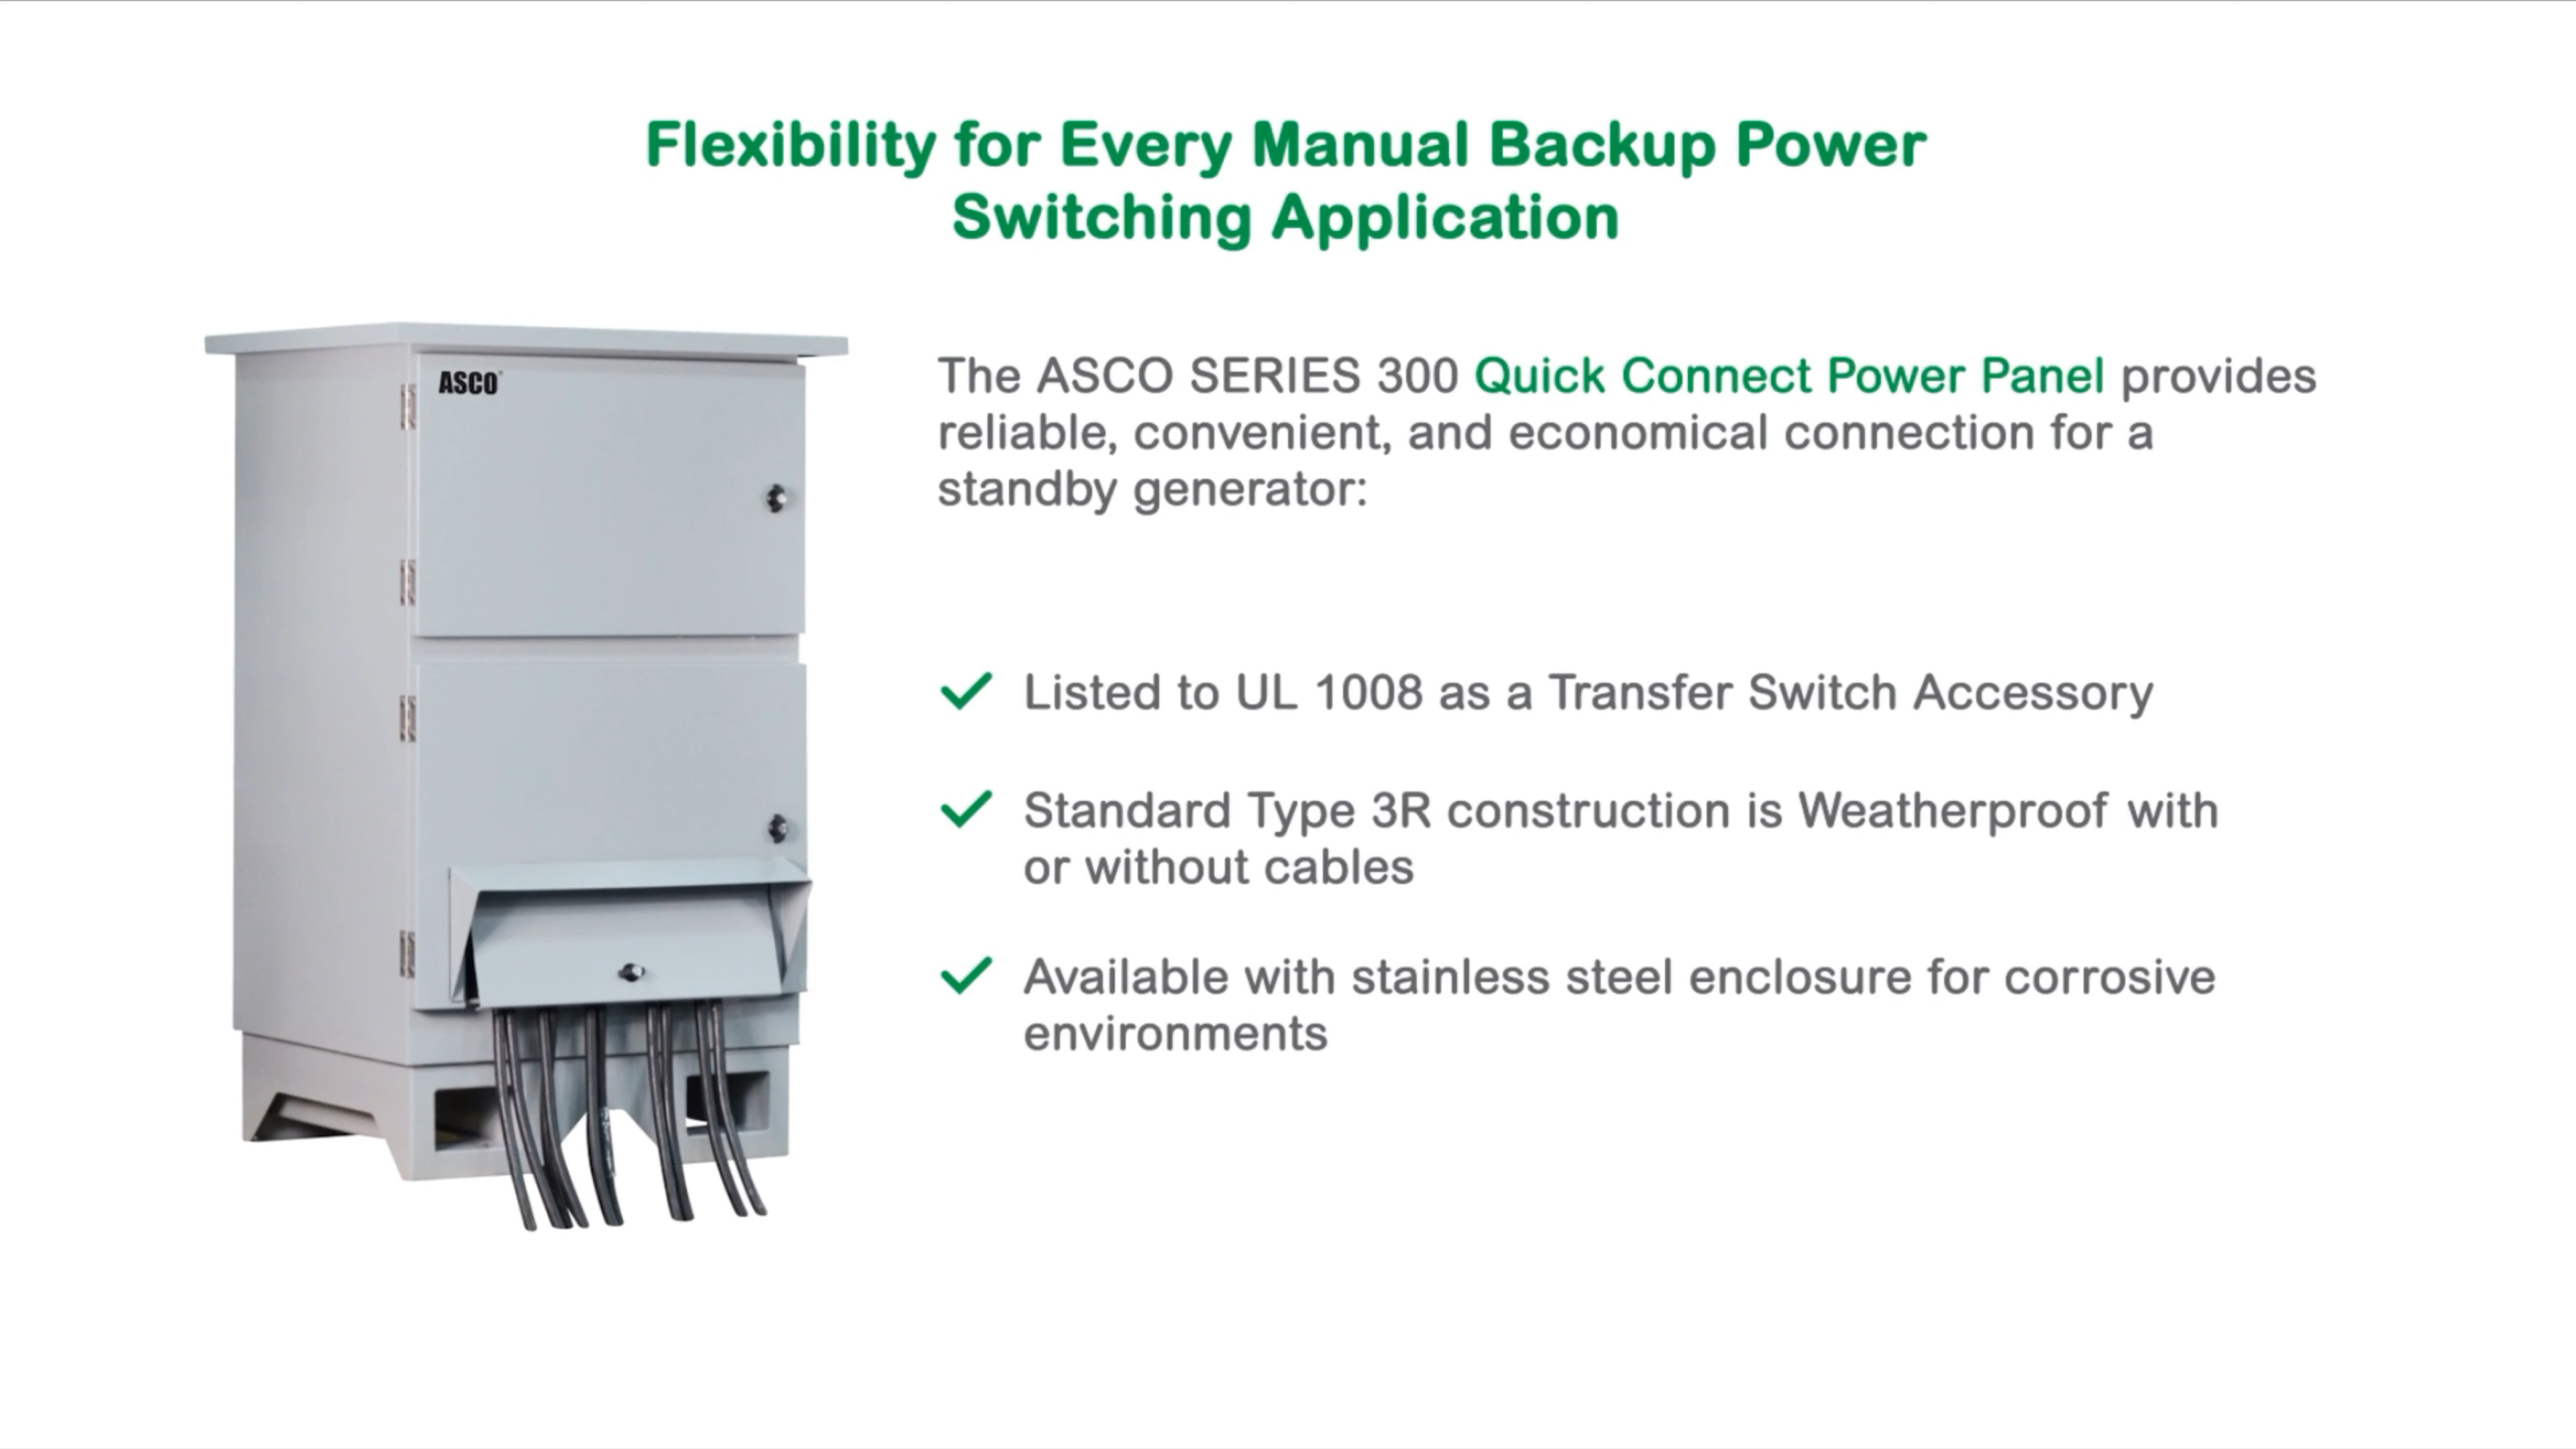 Flexibility for Every Manual Backup Power
Switching Application
ASCO
The ASCO SERIES 300 Quick Connect Power Panel provides
reliable, convenient, and economical connection for a
standby generator:
Listed to UL 1008 as a Transfer Switch Accessory
Standard Type 3R construction is Weatherproof with
or without cables
Available with stainless steel enclosure for corrosive
environments